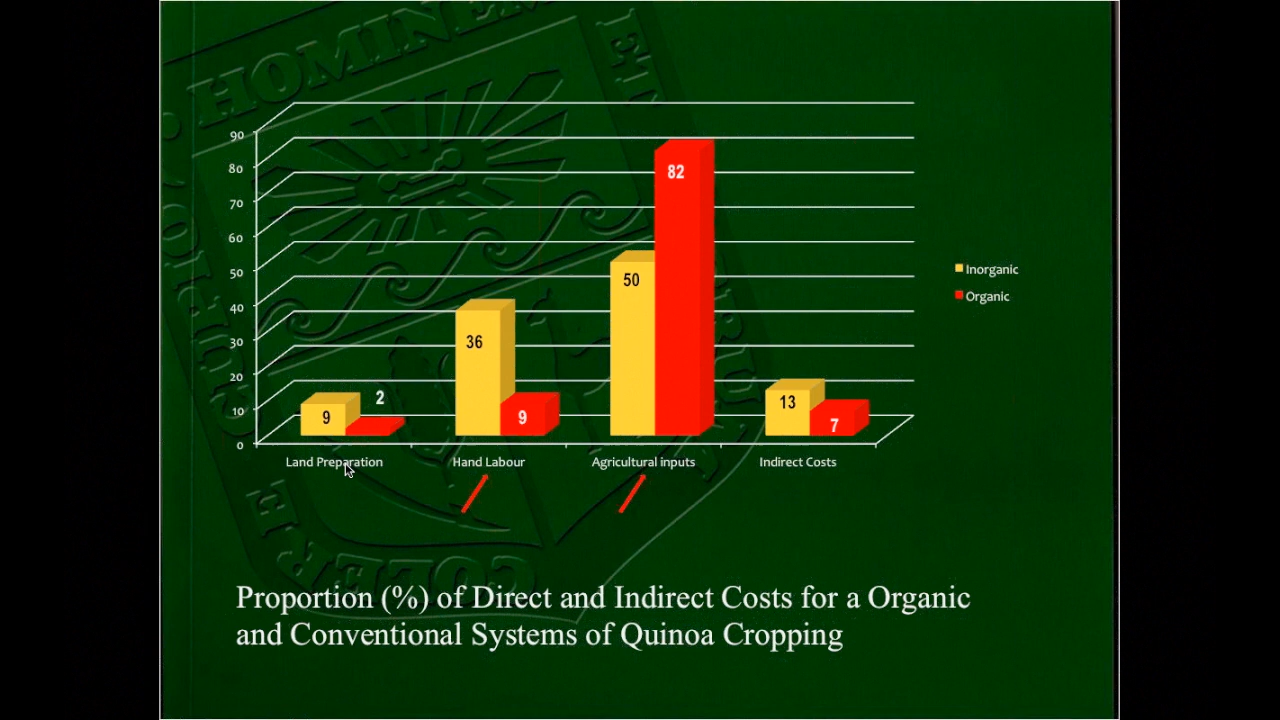 HOMINEM
90
80
70
60
50
40
30
20
10
0
9
2
36
9
50
82
13
7
Land Preparation
Hand Labour
Agricultural inputs
Indirect Costs
Inorganic
Organic
COLERE
Proportion (%) of Direct and Indirect Costs for a Organic
and Conventional Systems of Quinoa Cropping